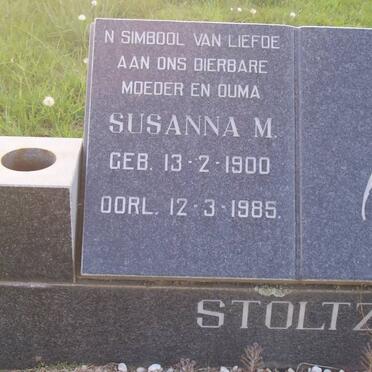 'N SIMBOOL VAN LIEFDE
AAN ONS DIERBARE
MOEDER EN OUMA
SUSANNA M.
GEB. 13-2-1900
OORL. 12-3-1985.
STOLTZ